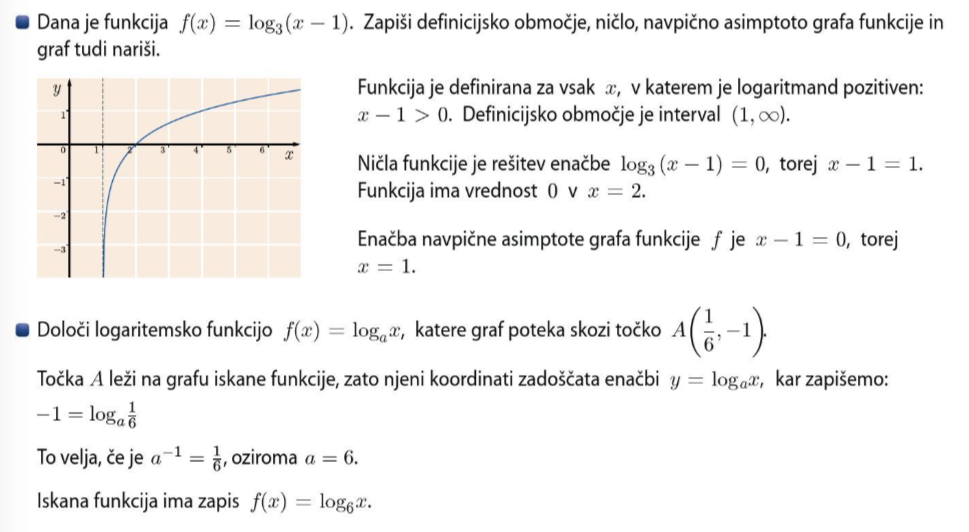 Dana je funkcija f(x) = log₃(x − 1). Zapiši definicijsko območje, ničlo, navpično asimptoto grafa funkcije in
graf tudi nariši.
y
1
0 1 2 3 4 5 6 x
−1
−2
−3
Funkcija je definirana za vsak x, v katerem je logaritmand pozitiven:
x − 1 > 0. Definicijsko območje je interval (1, ∞).
Ničla funkcije je rešitev enačbe log₃ (x − 1) = 0, torej x − 1 = 1.
Funkcija ima vrednost 0 v x = 2.
Enačba navpične asimptote grafa funkcije f je x − 1 = 0, torej
x = 1.
Določi logaritemsko funkcijo f(x) = logₐx, katere graf poteka skozi točko A(1/6, −1).
Točka A leži na grafu iskane funkcije, zato njeni koordinati zadoščata enačbi y = logₐx, kar zapišemo:
−1 = logₐ 1/6
To velja, če je a⁻¹ = 1/6, oziroma a = 6.
Iskana funkcija ima zapis f(x) = log₆x.